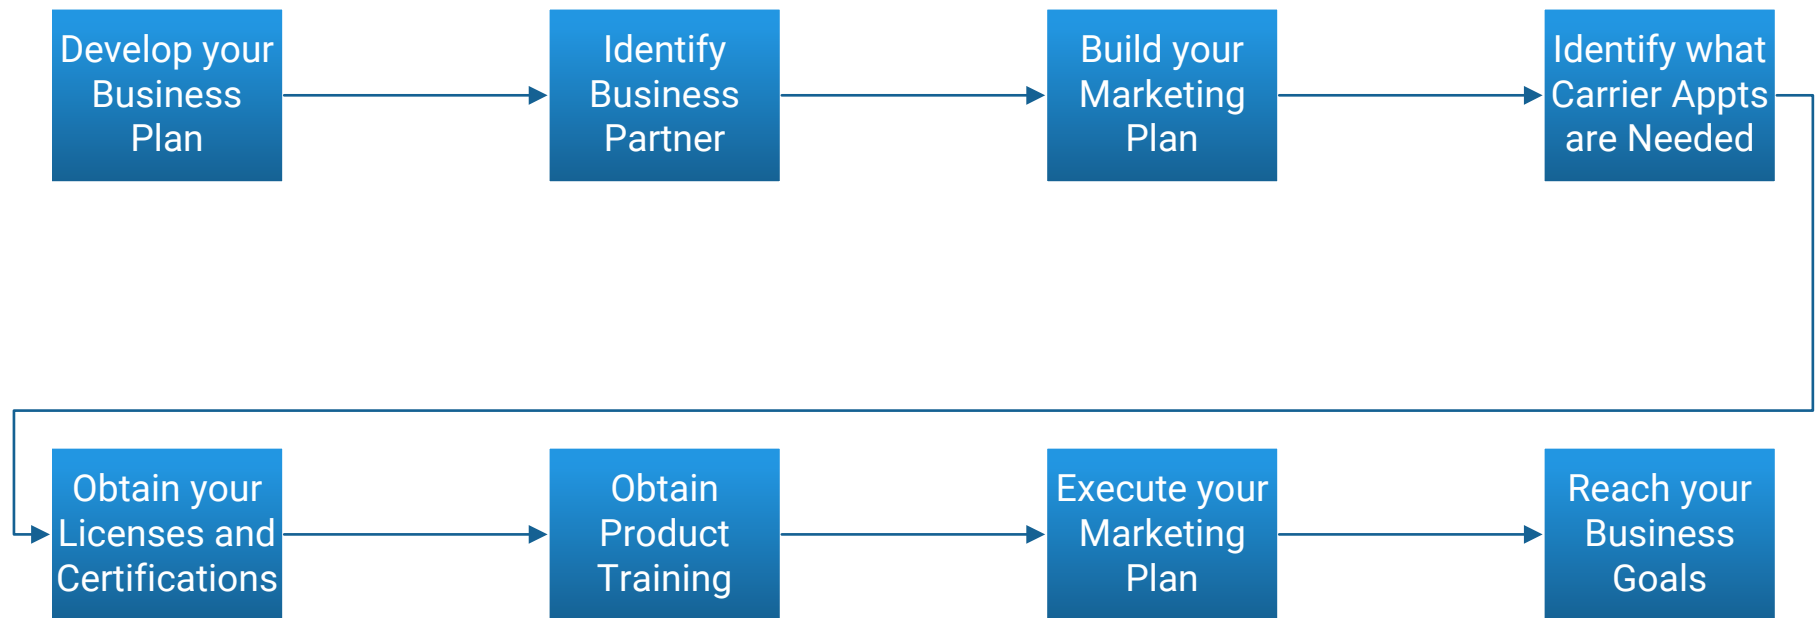 Develop your
Business
Plan
Identify
Business
Partner
Build your
Marketing
Plan
Identify what
Carrier Appts
are Needed
Obtain your
Licenses and
Certifications
Obtain
Product
Training
Execute your
Marketing
Plan
Reach your
Business
Goals